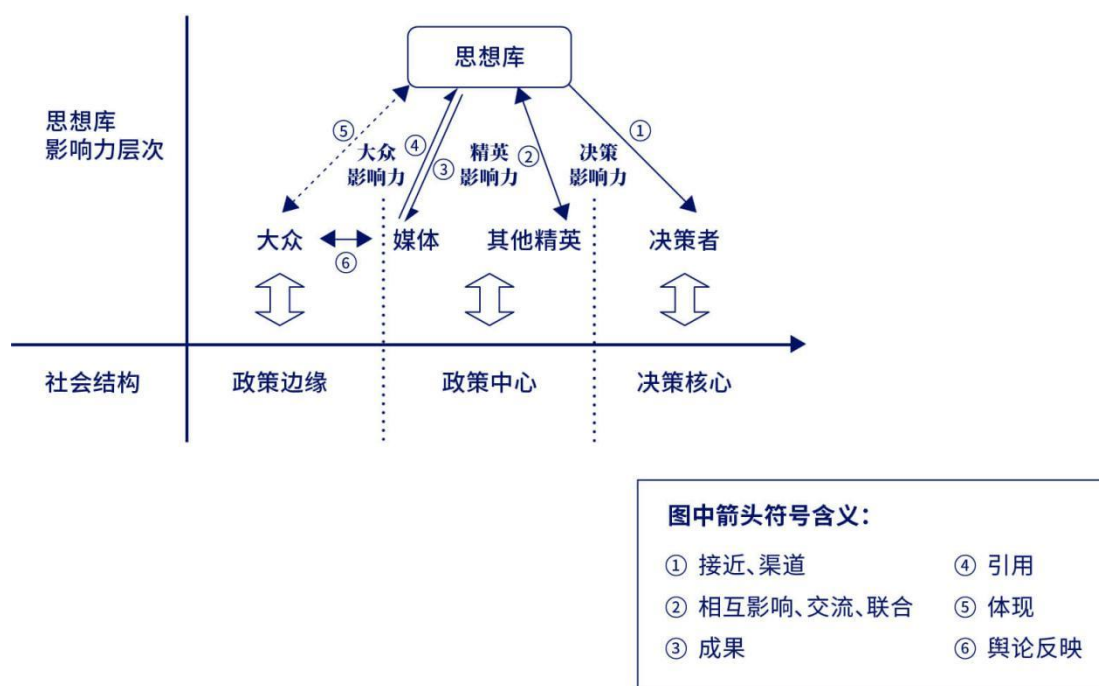 思想库
思想库
影响力层次
⑤
④
①
大众
影响力
③
精英
影响力
②
决策
影响力
大众
⑥
媒体
其他精英
决策者
社会结构
政策边缘
政策中心
决策核心
图中箭头符号含义：
① 接近、渠道
④ 引用
② 相互影响、交流、联合
⑤ 体现
③ 成果
⑥ 舆论反映